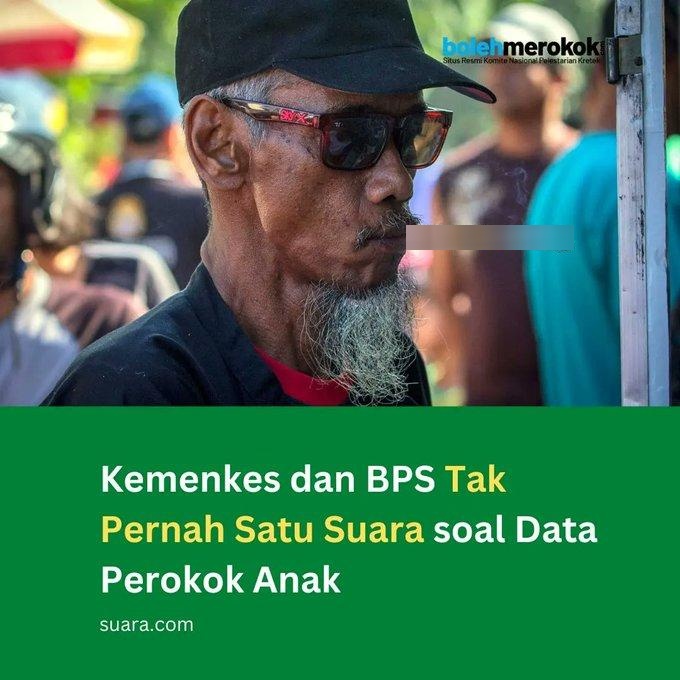 bolehmerokok
Situs Resmi Komite Nasional Pelestarian Kretek
Kemenkes dan BPS Tak
Pernah Satu Suara soal Data
Perokok Anak
suara.com